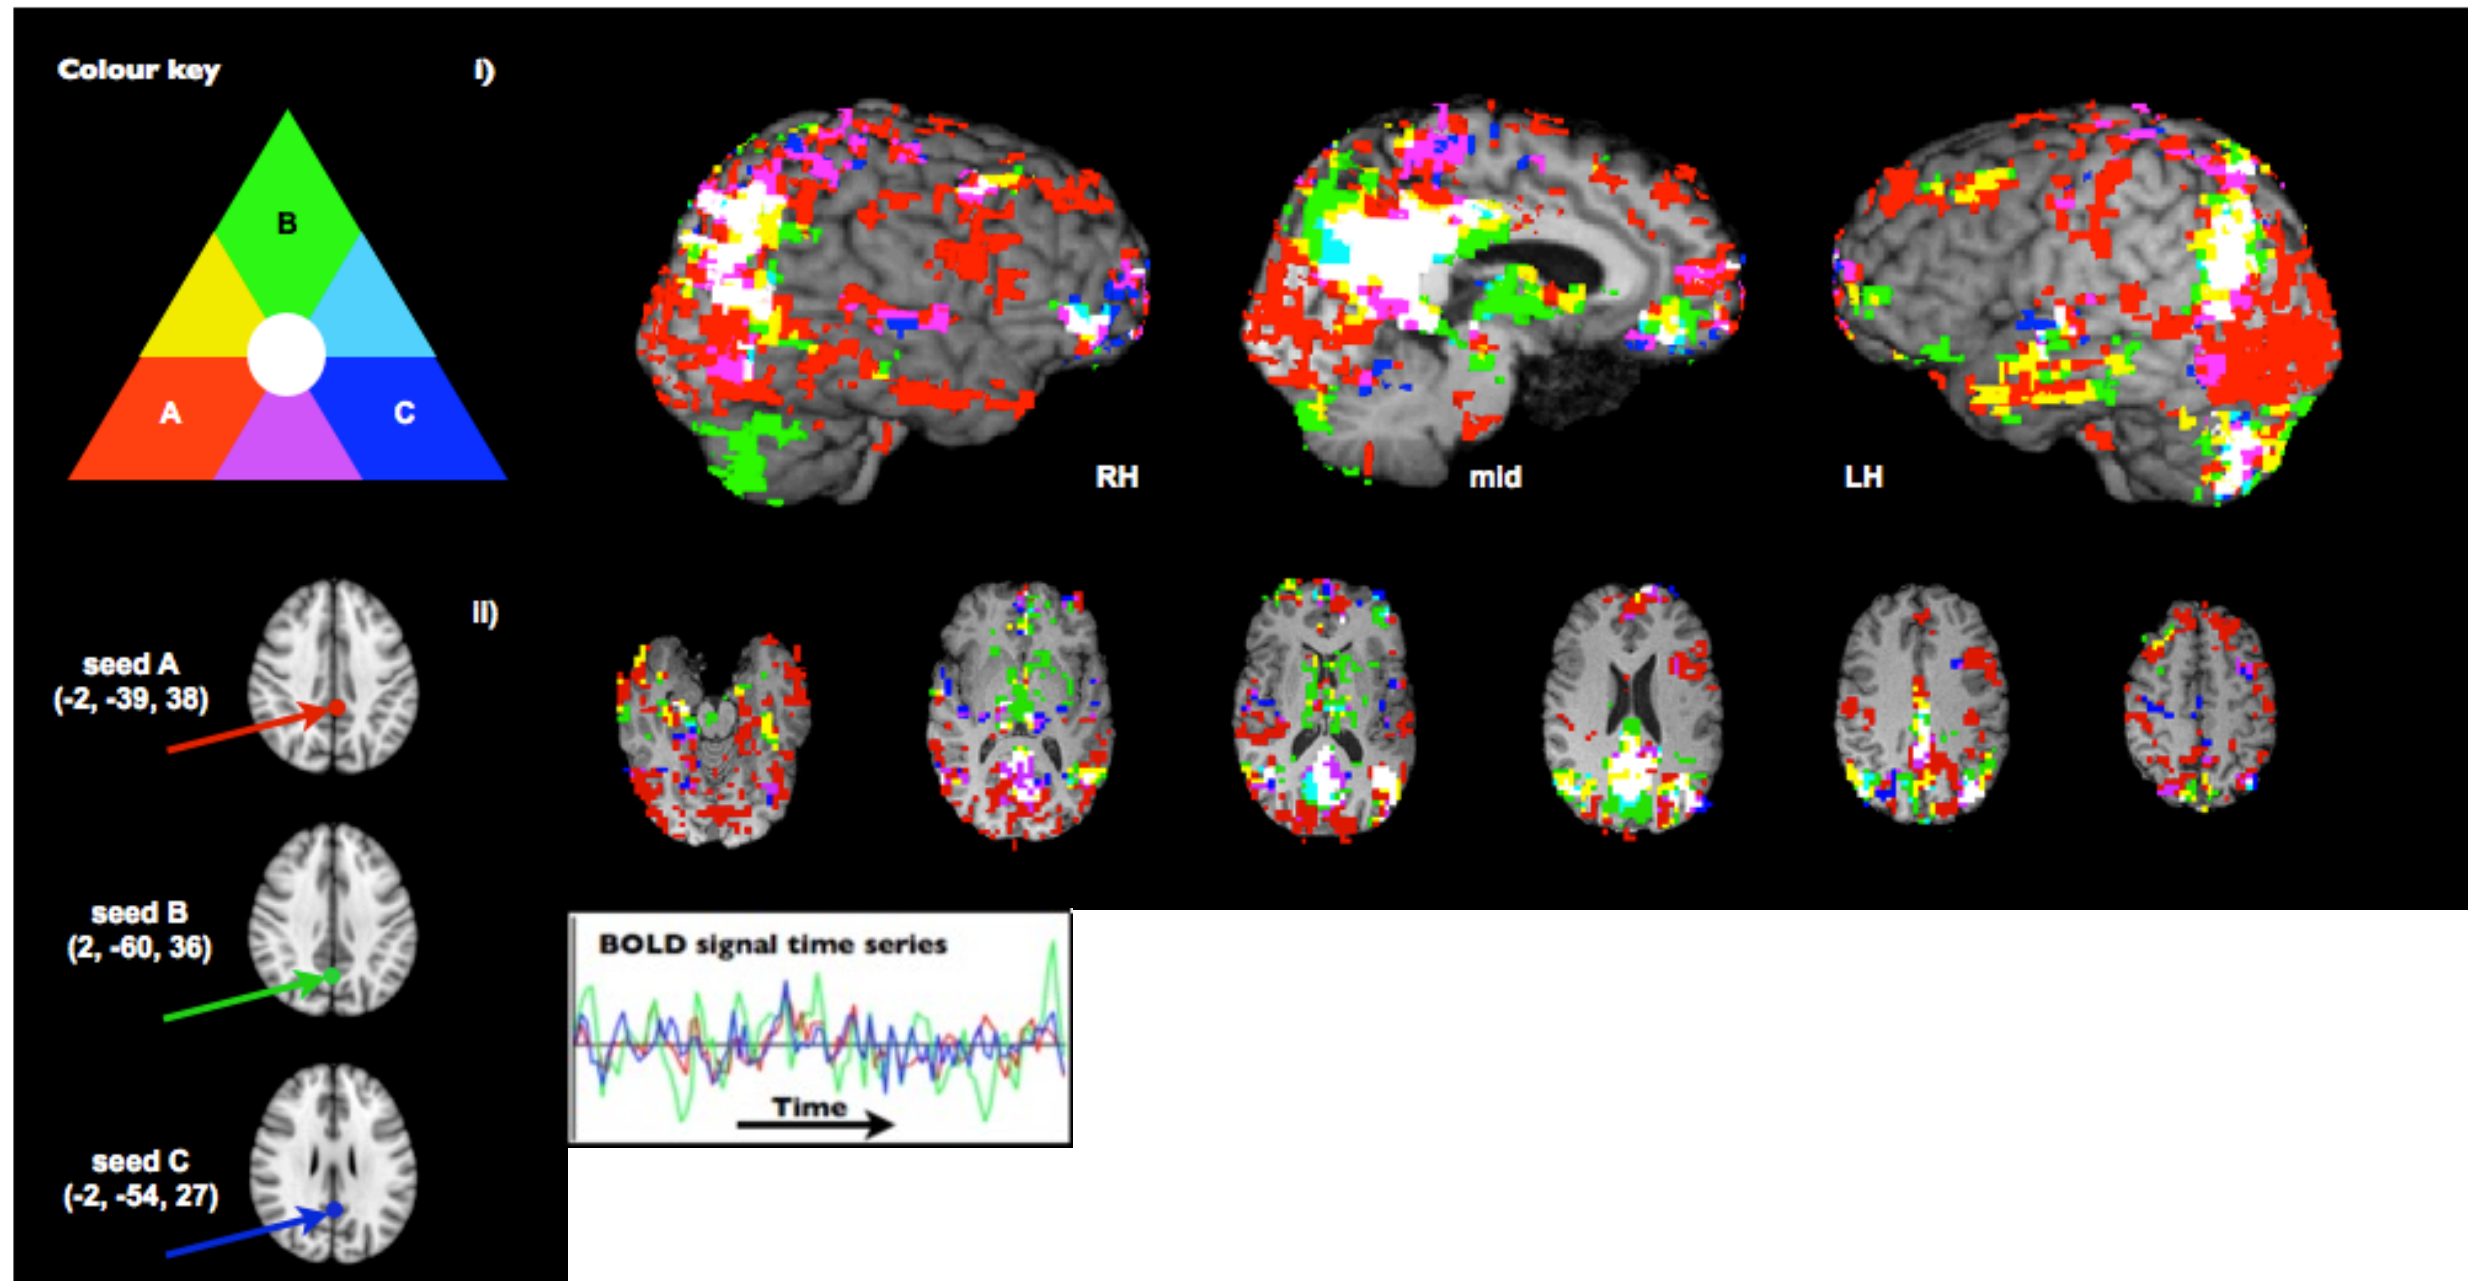 Colour key
B
A
C
i)
RH
mid
LH
seed A
(-2, -39, 38)
ii)
seed B
(2, -60, 36)
seed C
(-2, -54, 27)
BOLD signal time series
Time